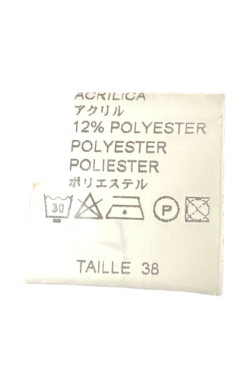 ACRILICA
アクリル
12% POLYESTER
POLYESTER
POLIESTER
ポリエステル
30 P
TAILLE 38